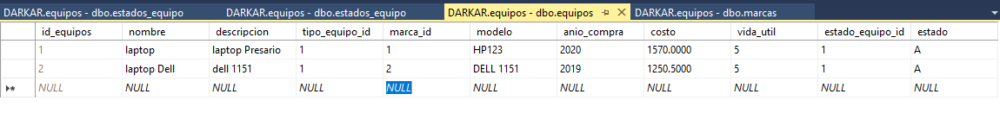 DARKAR.equipos - dbo.estados_equipo DARKAR.equipos - dbo.estados_equipo DARKAR.equipos - dbo.equipos DARKAR.equipos - dbo.marcas
id_equipos nombre descripcion tipo_equipo_id marca_id modelo anio_compra costo vida_util estado_equipo_id estado
1 laptop laptop Presario 1 1 HP123 2020 1570.0000 5 1 A
2 laptop Dell dell 1151 1 2 DELL 1151 2019 1250.5000 5 1 A
NULL NULL NULL NULL NULL NULL NULL NULL NULL NULL NULL